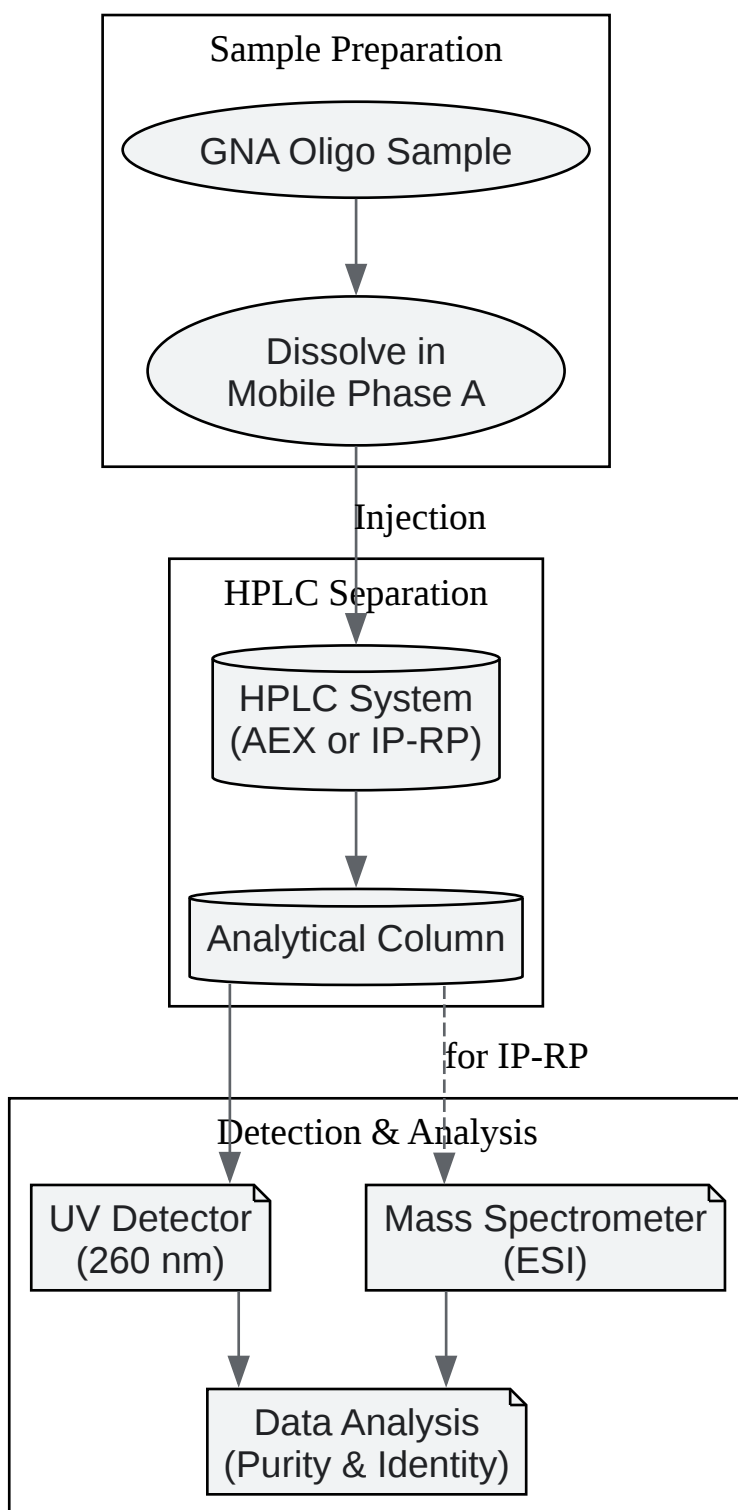 Sample Preparation
GNA Oligo Sample
Dissolve in
Mobile Phase A
Injection
HPLC Separation
HPLC System
(AEX or IP-RP)
Analytical Column
for IP-RP
Detection & Analysis
UV Detector
(260 nm)
Mass Spectrometer
(ESI)
Data Analysis
(Purity & Identity)